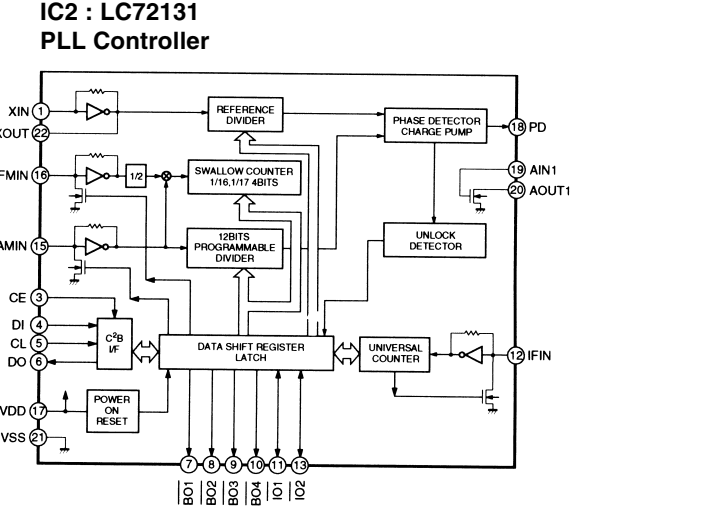 IC2 : LC72131
PLL Controller
XIN 1
XOUT 22
FMIN 16
AMIN 15
CE 3
DI 4
CL 5
DO 6
VDD 17
VSS 21
REFERENCE
DIVIDER
PHASE DETECTOR
CHARGE PUMP
18 PD
19 AIN1
20 AOUT1
1/2
SWALLOW COUNTER
1/16,1/17 4BITS
12BITS
PROGRAMMABLE
DIVIDER
UNLOCK
DETECTOR
C2B
I/F
DATA SHIFT REGISTER
LATCH
UNIVERSAL
COUNTER
12 IFIN
POWER
ON
RESET
7 8 9 10 11 13
BO1
BO2
BO3
BO4
IO1
IO2